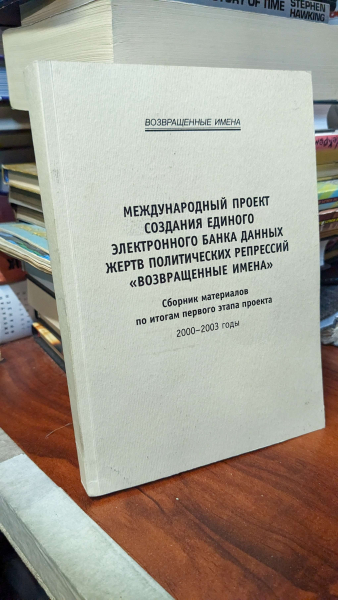 ORY OF TIME STEPHEN
HAWKING
ВОЗВРАЩЕННЫЕ ИМЕНА
МЕЖДУНАРОДНЫЙ ПРОЕКТ
СОЗДАНИЯ ЕДИНОГО
ЭЛЕКТРОННОГО БАНКА ДАННЫХ
ЖЕРТВ ПОЛИТИЧЕСКИХ РЕПРЕССИЙ
«ВОЗВРАЩЕННЫЕ ИМЕНА»
Сборник материалов
по итогам первого этапа проекта
2000–2003 годы